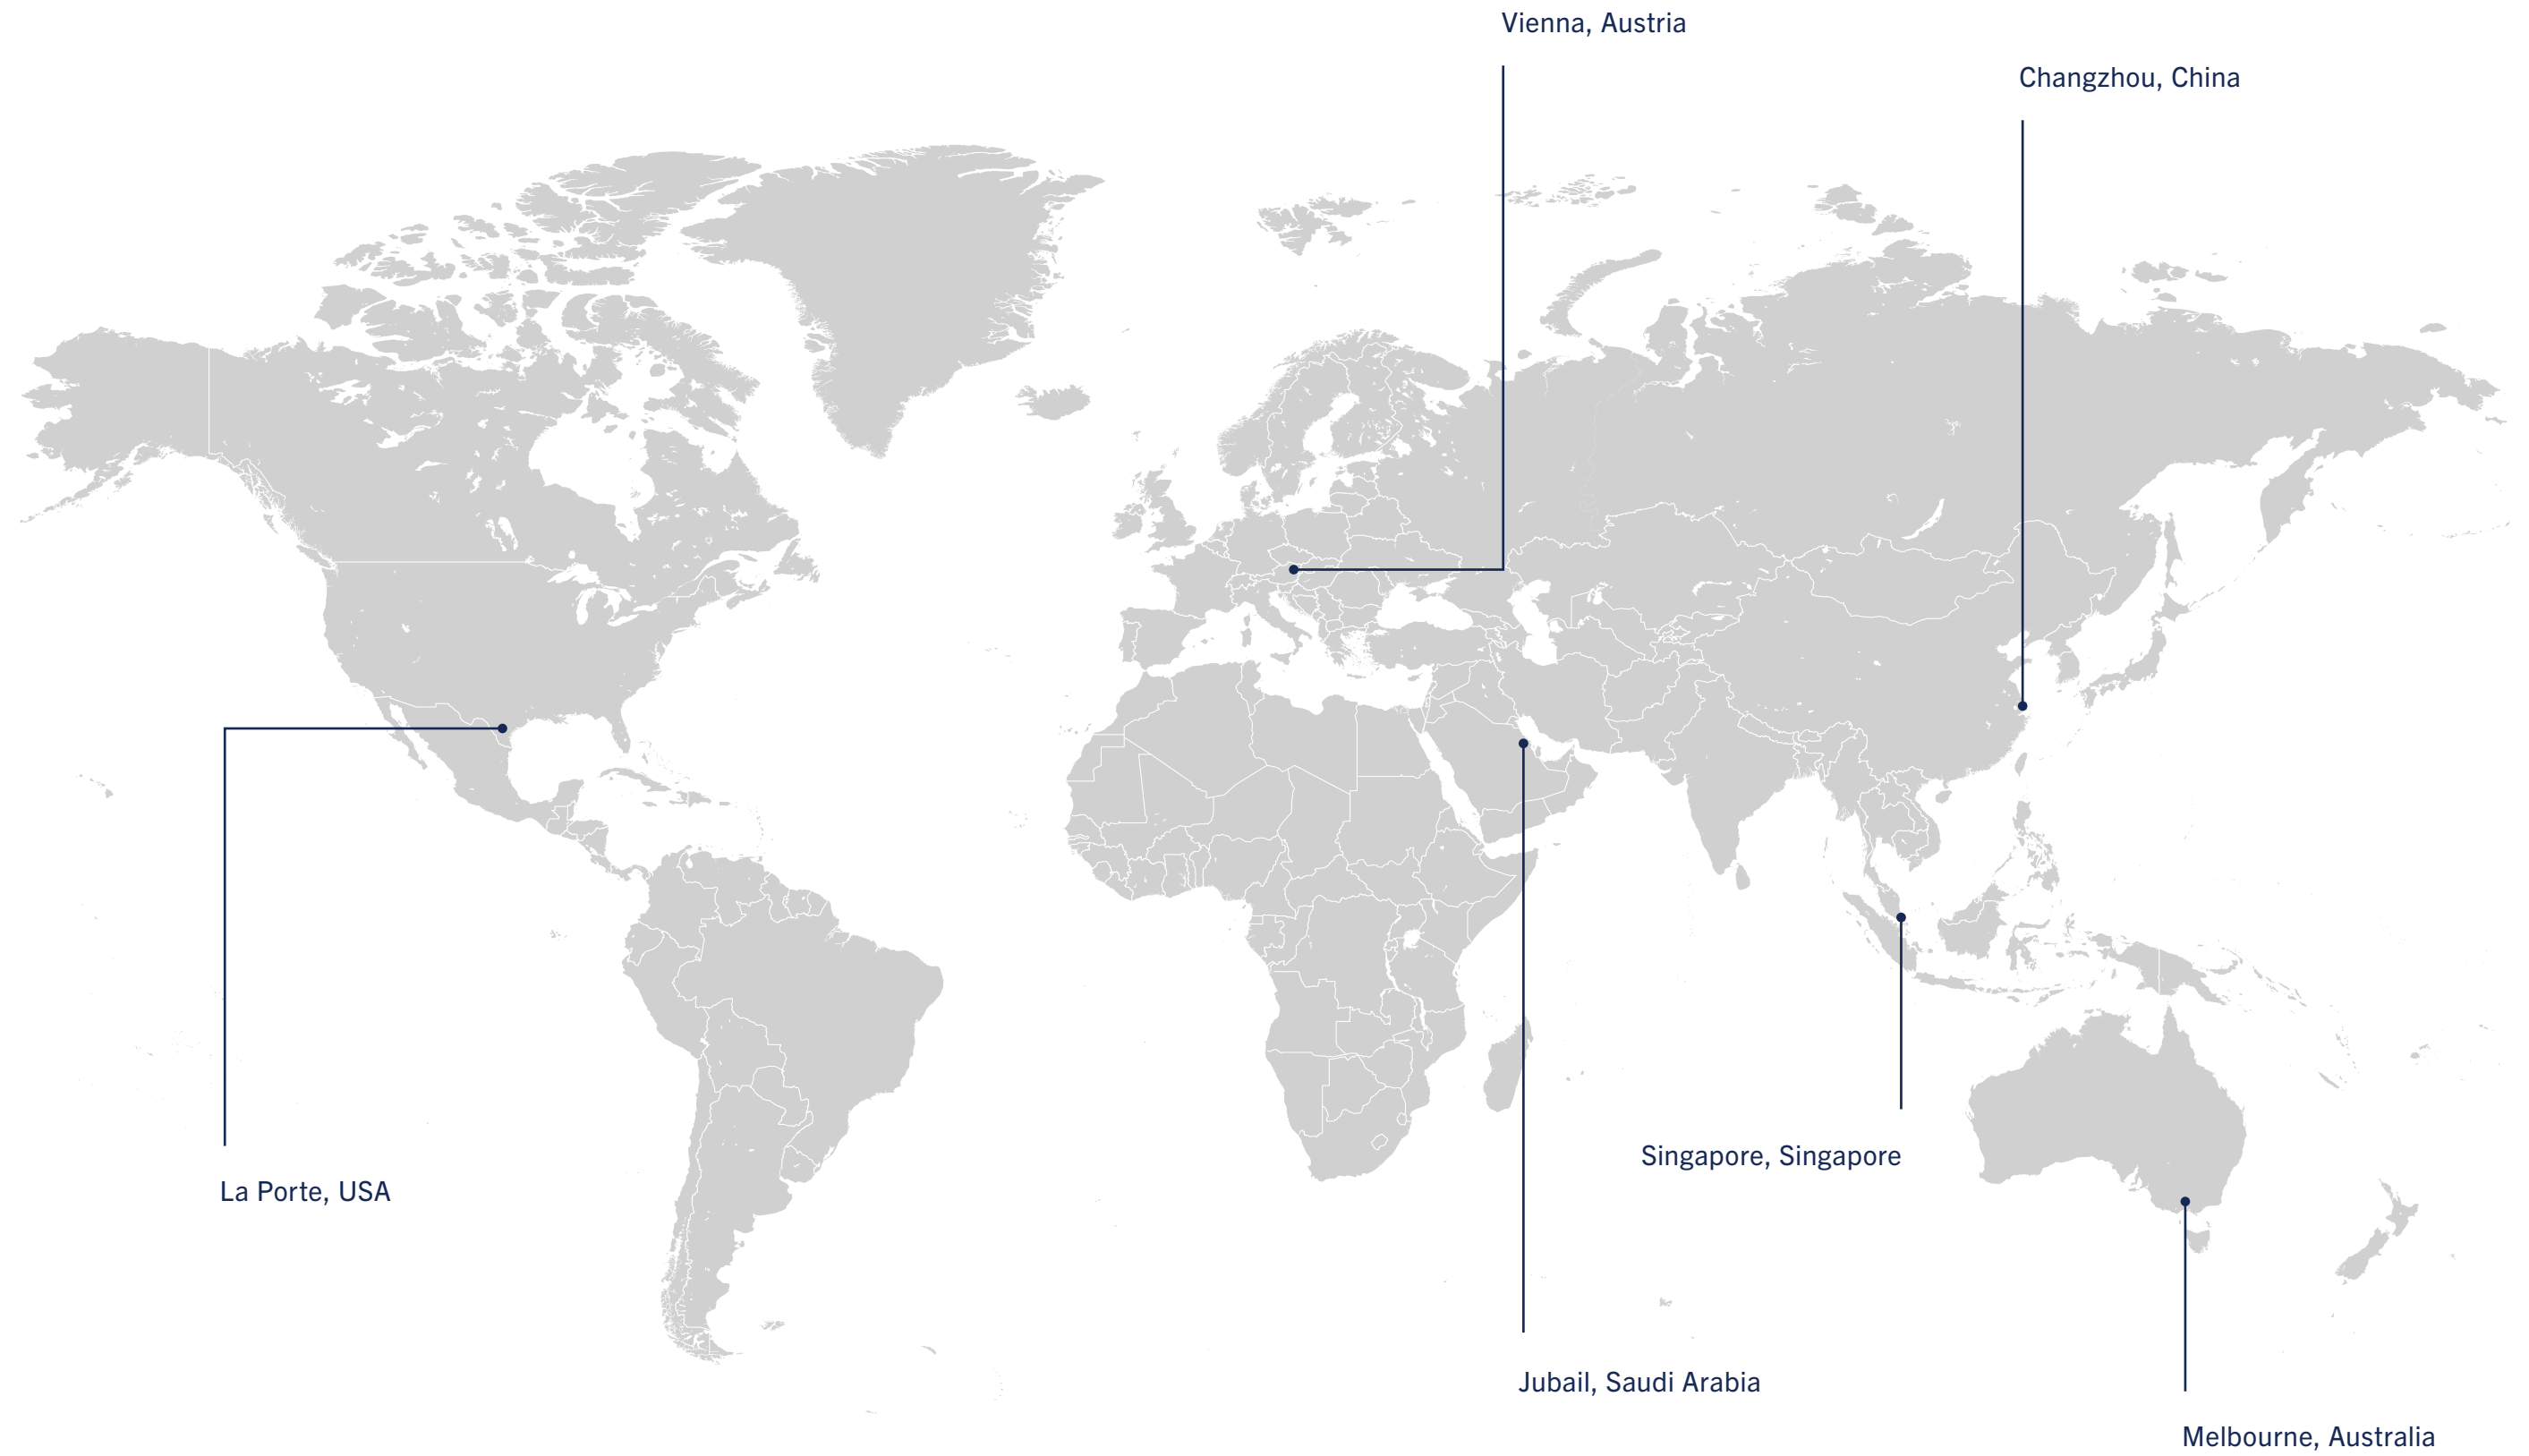 Vienna, Austria
Changzhou, China
Singapore, Singapore
La Porte, USA
Jubail, Saudi Arabia
Melbourne, Australia